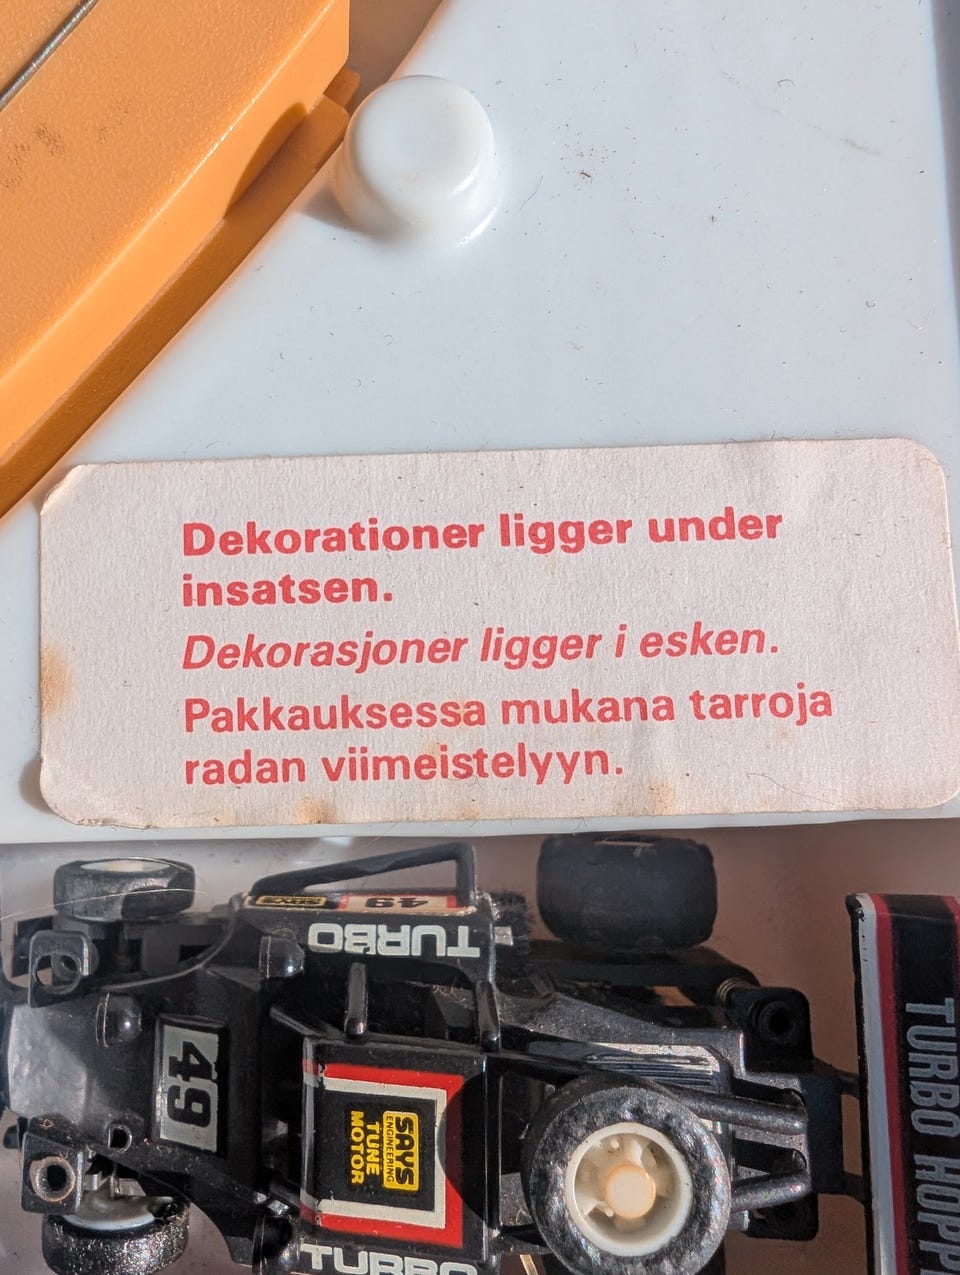 Dekorationer ligger under
insatsen.
Dekorasjoner ligger i esken.
Pakkauksessa mukana tarroja
radan viimeistelyyn.
49
TURBO
49
SAVS
ENGINEERING
TUNE
MOTOR
TURBO
TURBO